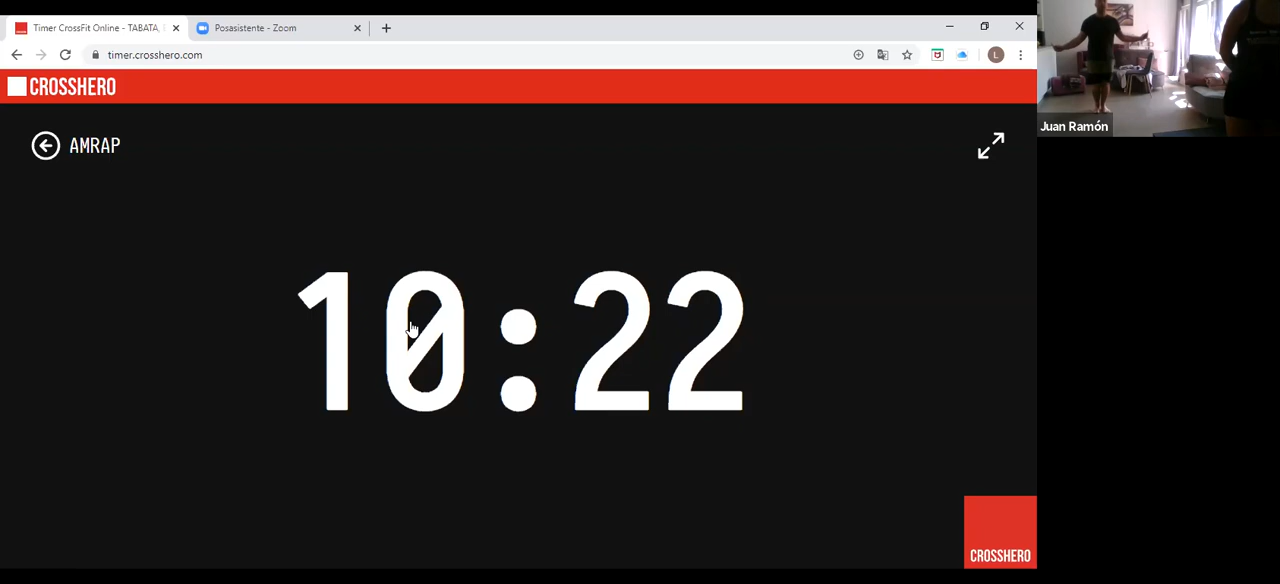 Timer CrossFit Online - TABATA,
Posasistente - Zoom
timer.crosshero.com
L
CROSSHERO
AMRAP
10:22
CROSSHERO
Juan Ramón